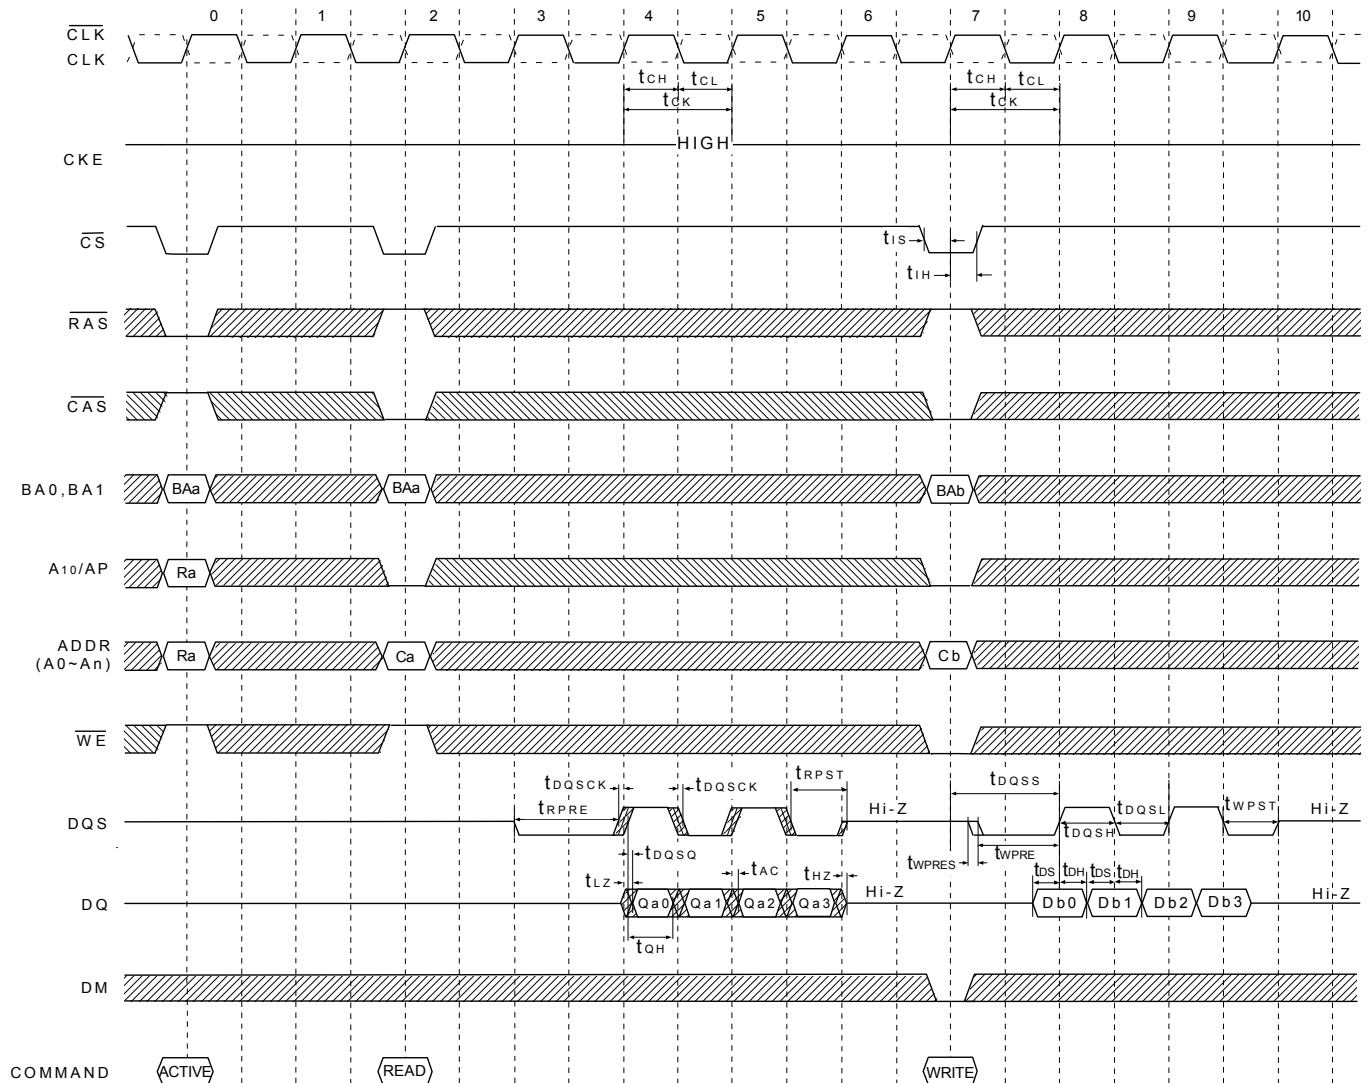 0 1 2 3 4 5 6 7 8 9 10
CLK
CLK
tCH tCL tCH tCL
tCK tCK
HIGH
CKE
CS
tIS
tIH
RAS
CAS
BA0,BA1 BAa BAa BAb
A10/AP Ra
ADDR
(A0~An) Ra Ca Cb
WE
tDQSCK tDQSCK tRPST tDQSS
tRPRE Hi-Z tDQSL tWPST Hi-Z
DQS
tDQSH
tDQSQ tWPRES tWPRE
tLZ tAC tHZ tDS tDH tDS tDH
DQ Qa0 Qa1 Qa2 Qa3 Hi-Z Db0 Db1 Db2 Db3 Hi-Z
tQH
DM
COMMAND ACTIVE READ WRITE